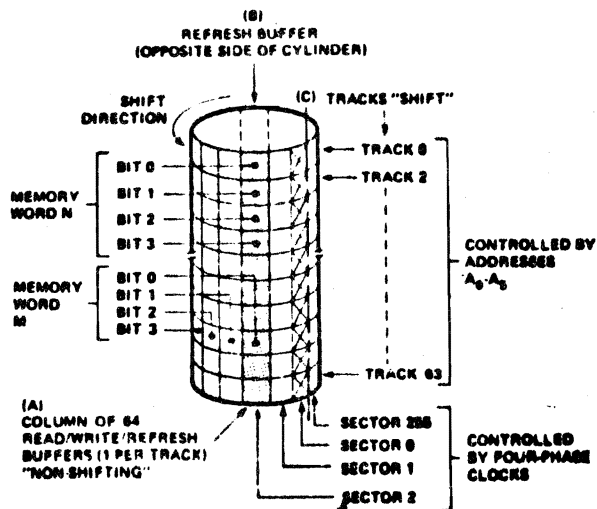 (B)
REFRESH BUFFER
(OPPOSITE SIDE OF CYLINDER)
SHIFT
DIRECTION
(C) TRACKS "SHIFT"
TRACK 0
TRACK 2
MEMORY
WORD N
BIT 0
BIT 1
BIT 2
BIT 3
MEMORY
WORD
M
BIT 0
BIT 1
BIT 2
BIT 3
CONTROLLED BY
ADDRESSES
A0-A5
TRACK 63
(A)
COLUMN OF 64
READ/WRITE/REFRESH
BUFFERS (1 PER TRACK)
"NON-SHIFTING"
SECTOR 255
SECTOR 0
SECTOR 1
SECTOR 2
CONTROLLED
BY FOUR-PHASE
CLOCKS